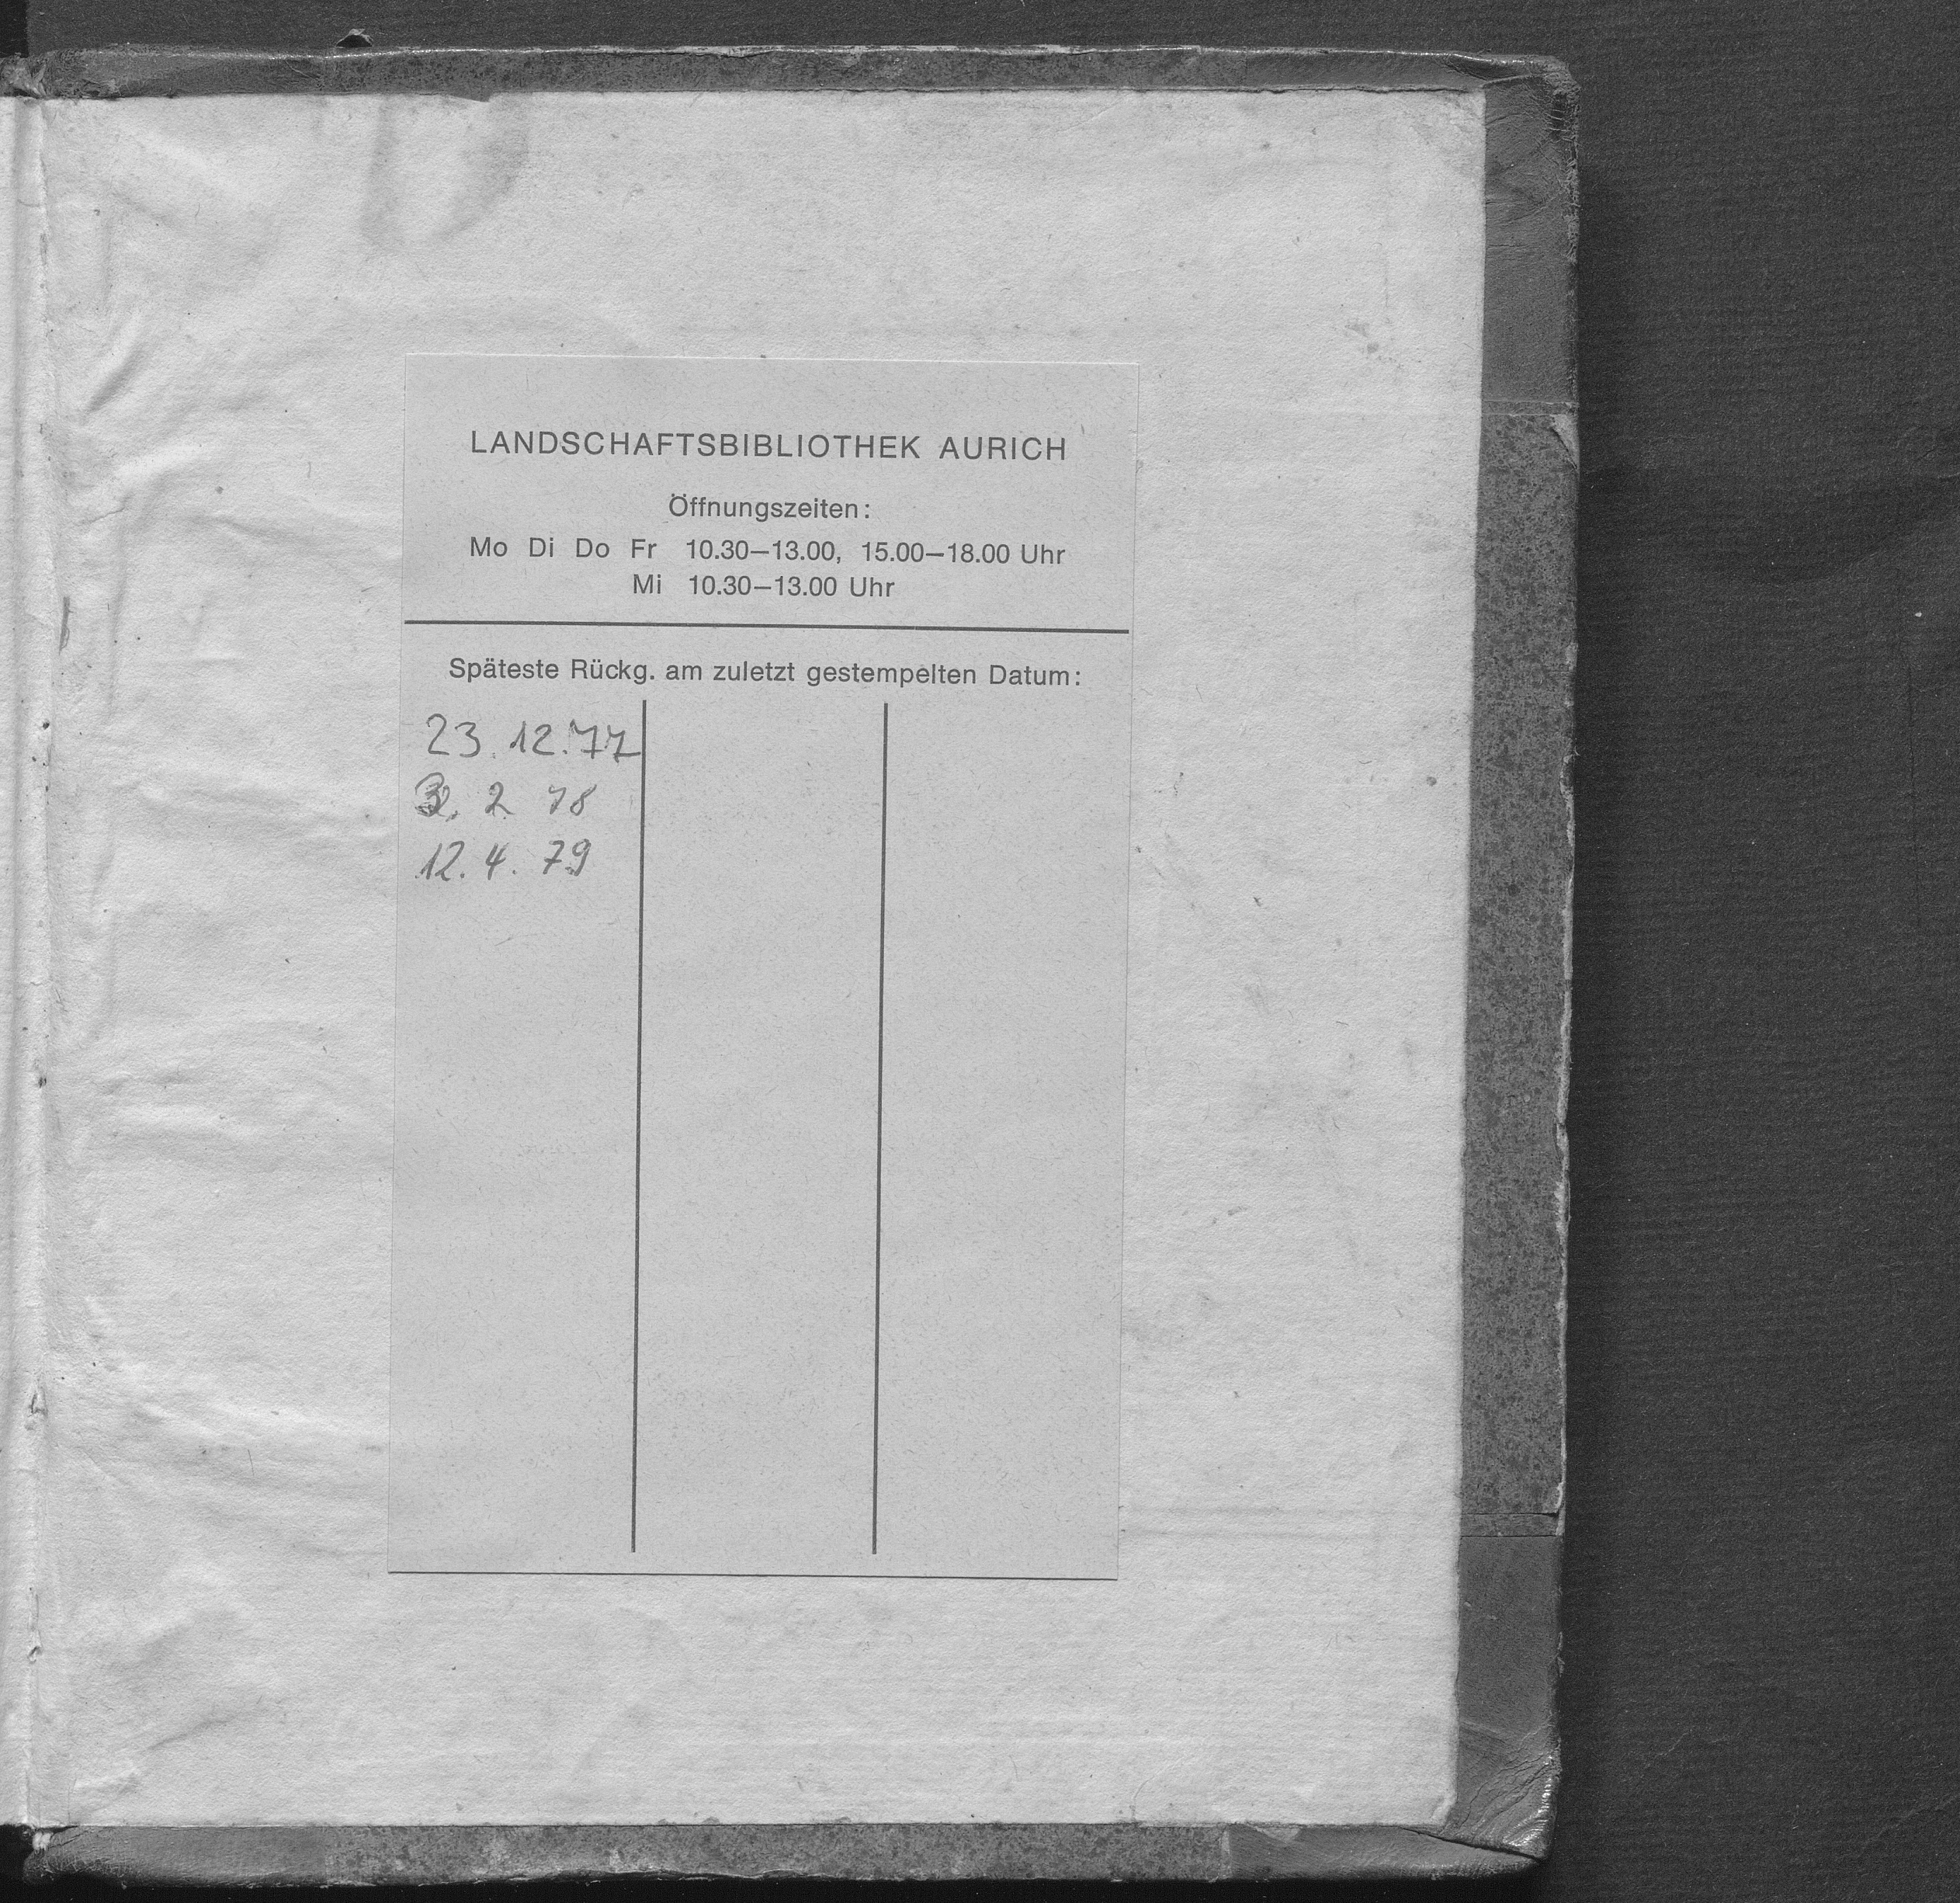 LANDSCHAFTSBIBLIOTHEK AURICH
Öffnungszeiten:
Mo Di Do Fr 10.30–13.00, 15.00–18.00 Uhr
Mi 10.30–13.00 Uhr
Späteste Rückg. am zuletzt gestempelten Datum:
23.12.77
2. 78
12.4.79